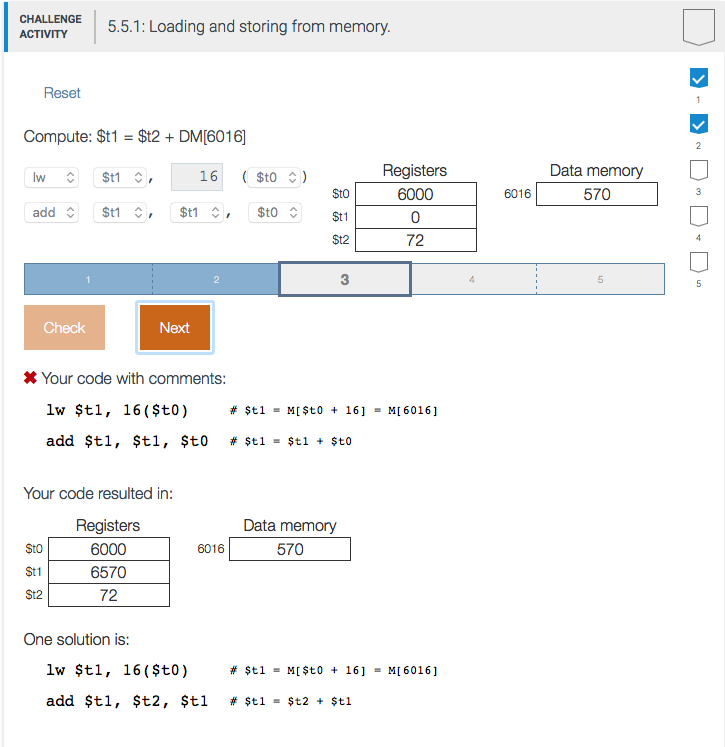 CHALLENGE ACTIVITY 5.5.1: Loading and storing from memory.
Reset
1
2
3
4
5
Compute: $t1 = $t2 + DM[6016]
lw $t1 , 16 ( $t0 )
add $t1 , $t1 , $t0
Registers Data memory
$t0 6000 6016 570
$t1 0
$t2 72
1 2 3 4 5
Check Next
✖ Your code with comments:
lw $t1, 16($t0) # $t1 = M[$t0 + 16] = M[6016]
add $t1, $t1, $t0 # $t1 = $t1 + $t0
Your code resulted in:
Registers Data memory
$t0 6000 6016 570
$t1 6570
$t2 72
One solution is:
lw $t1, 16($t0) # $t1 = M[$t0 + 16] = M[6016]
add $t1, $t2, $t1 # $t1 = $t2 + $t1